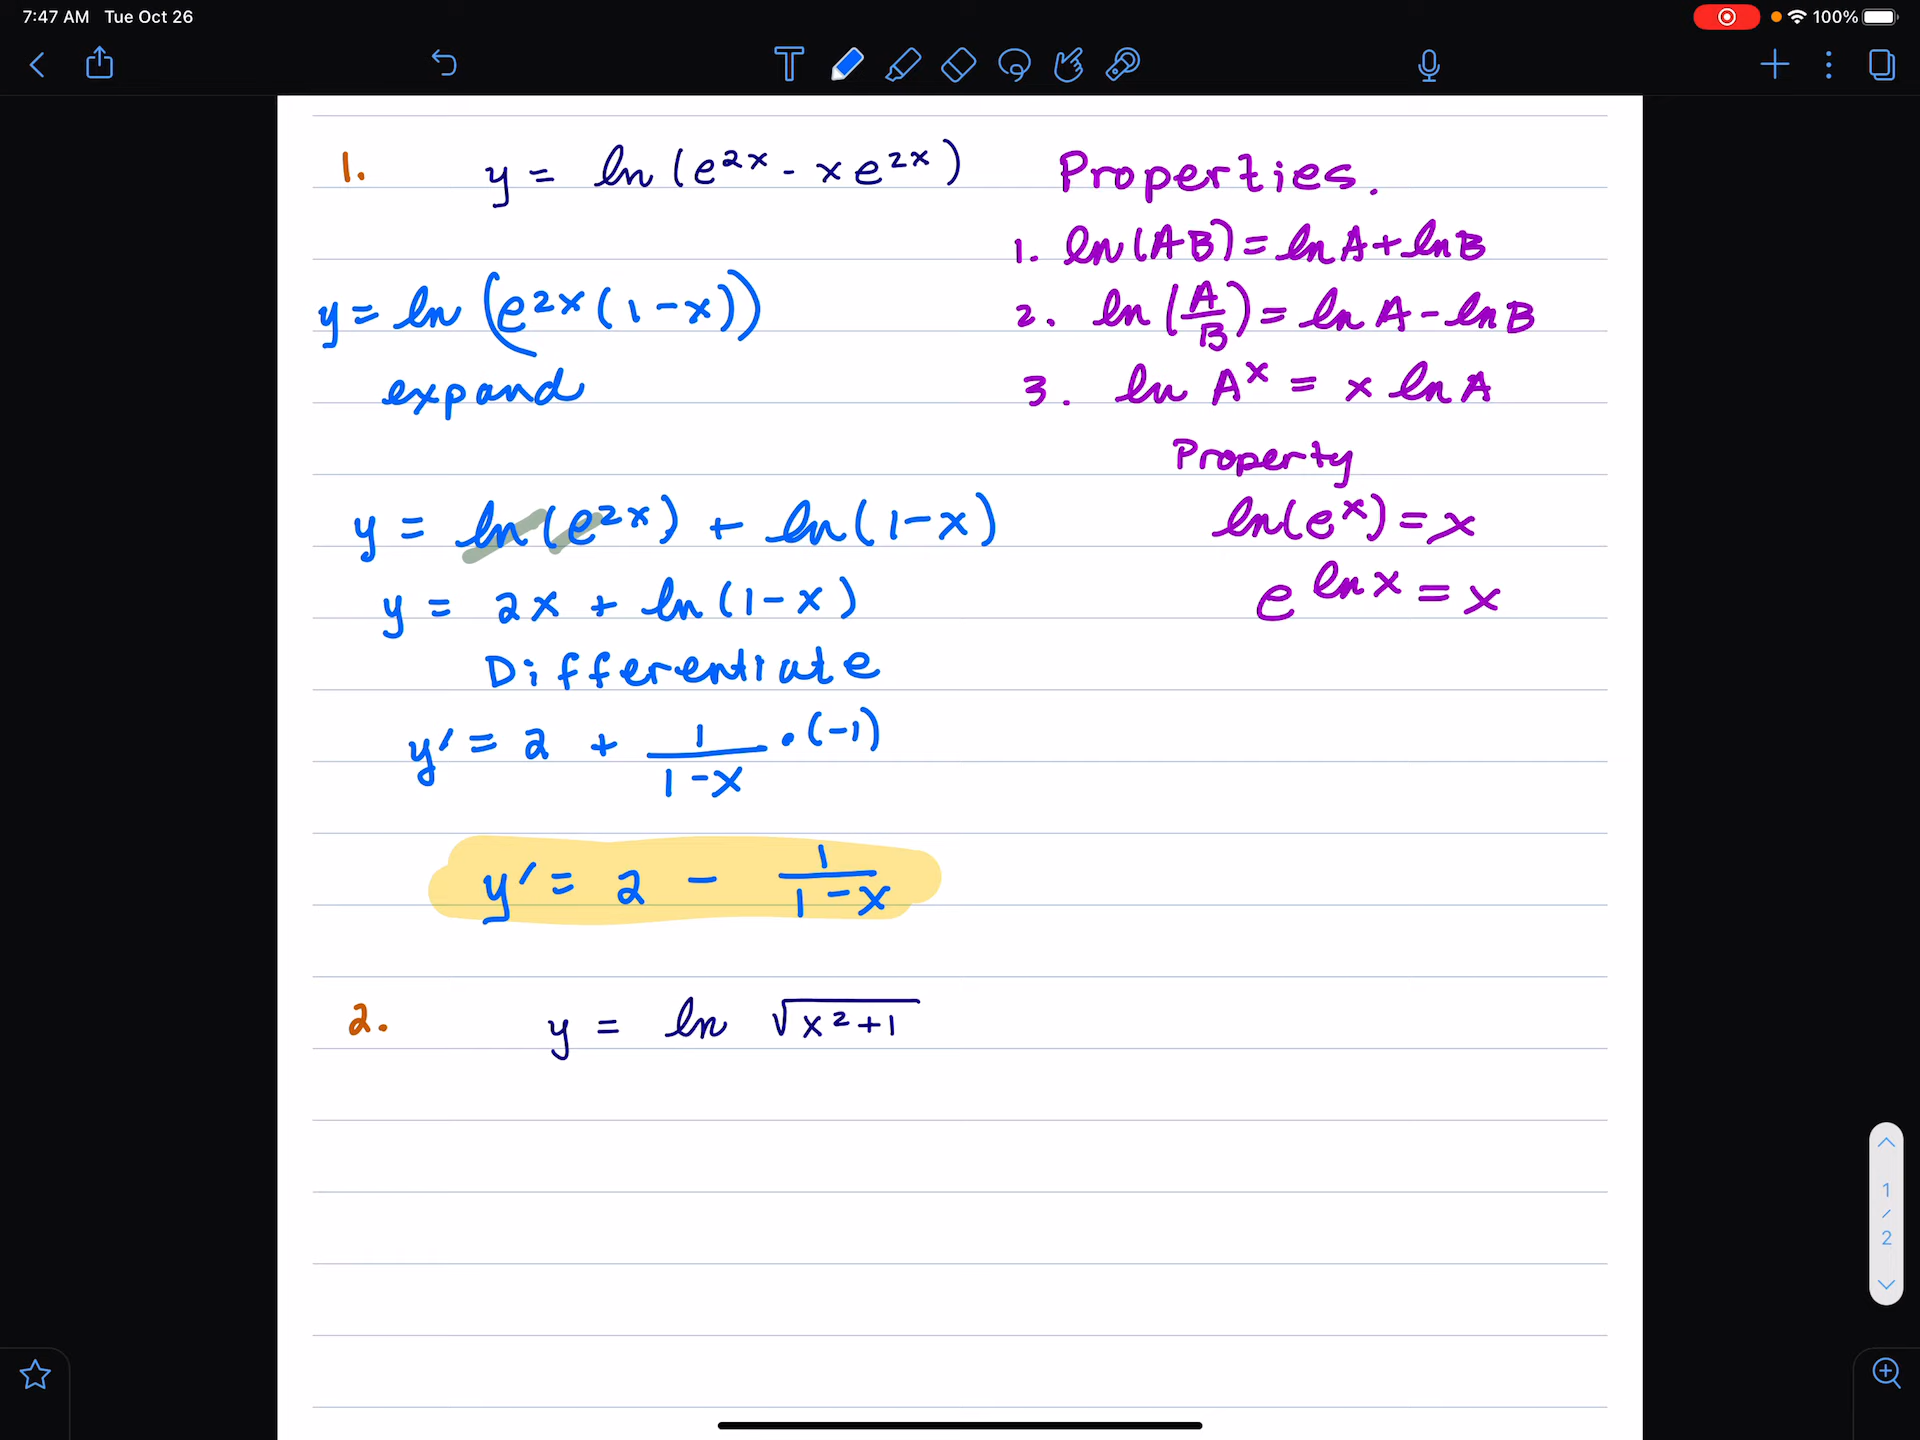 7:47 AM Tue Oct 26
100%
1. y = ln(e^{2x} - xe^{2x})
Properties.
1. ln(AB) = ln A + ln B
y = ln(e^{2x}(1-x))
2. ln(A/B) = ln A - ln B
expand
3. ln A^x = x ln A
Property
y = ln(e^{2x}) + ln(1-x)
ln(e^x) = x
y = 2x + ln(1-x)
e^{ln x} = x
Differentiate
y' = 2 + 1/(1-x) · (-1)
y' = 2 - 1/(1-x)
2. y = ln √(x²+1)
1
/
2